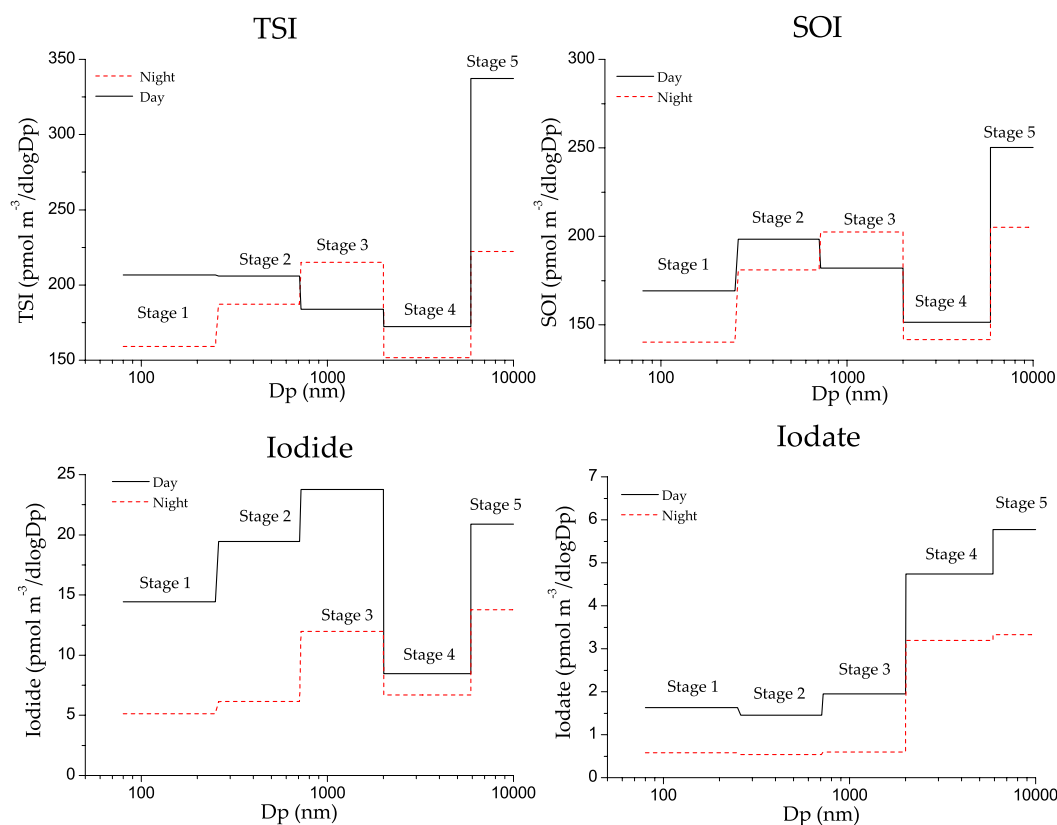 TSI
350
300
250
200
150
TSI (pmol m⁻³/dlogDp)
Night
Day
Stage 1
Stage 2
Stage 3
Stage 4
Stage 5
100
1000
10000
Dp (nm)
SOI
300
250
200
150
SOI (pmol m⁻³/dlogDp)
Day
Night
Stage 1
Stage 2
Stage 3
Stage 4
Stage 5
100
1000
10000
Dp (nm)
Iodide
25
20
15
10
5
0
Iodide (pmol m⁻³/dlogDp)
Day
Night
Stage 1
Stage 2
Stage 3
Stage 4
Stage 5
100
1000
10000
Dp (nm)
Iodate
7
6
5
4
3
2
1
0
Iodate (pmol m⁻³/dlogDp)
Day
Night
Stage 1
Stage 2
Stage 3
Stage 4
Stage 5
100
1000
10000
Dp (nm)